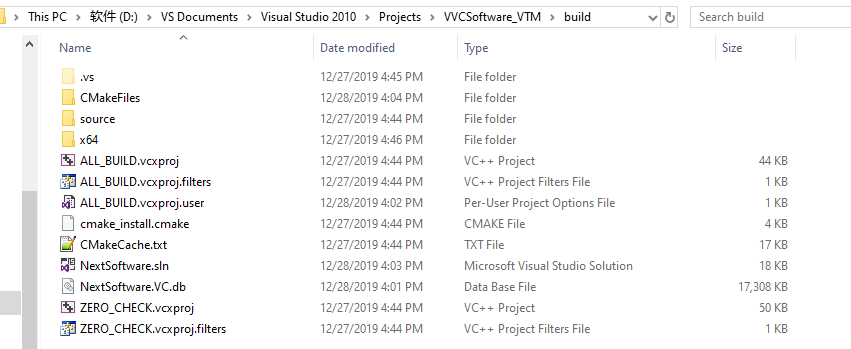 This PC > 软件 (D:) > VS Documents > Visual Studio 2010 > Projects > VVCSoftware_VTM > build
Search build
Name Date modified Type Size
.vs 12/27/2019 4:45 PM File folder
CMakeFiles 12/28/2019 4:04 PM File folder
source 12/27/2019 4:44 PM File folder
x64 12/27/2019 4:46 PM File folder
ALL_BUILD.vcxproj 12/27/2019 4:44 PM VC++ Project 44 KB
ALL_BUILD.vcxproj.filters 12/27/2019 4:44 PM VC++ Project Filters File 1 KB
ALL_BUILD.vcxproj.user 12/28/2019 4:02 PM Per-User Project Options File 1 KB
cmake_install.cmake 12/27/2019 4:44 PM CMAKE File 4 KB
CMakeCache.txt 12/27/2019 4:44 PM TXT File 17 KB
NextSoftware.sln 12/28/2019 4:03 PM Microsoft Visual Studio Solution 18 KB
NextSoftware.VC.db 12/28/2019 4:01 PM Data Base File 17,308 KB
ZERO_CHECK.vcxproj 12/27/2019 4:44 PM VC++ Project 50 KB
ZERO_CHECK.vcxproj.filters 12/27/2019 4:44 PM VC++ Project Filters File 1 KB